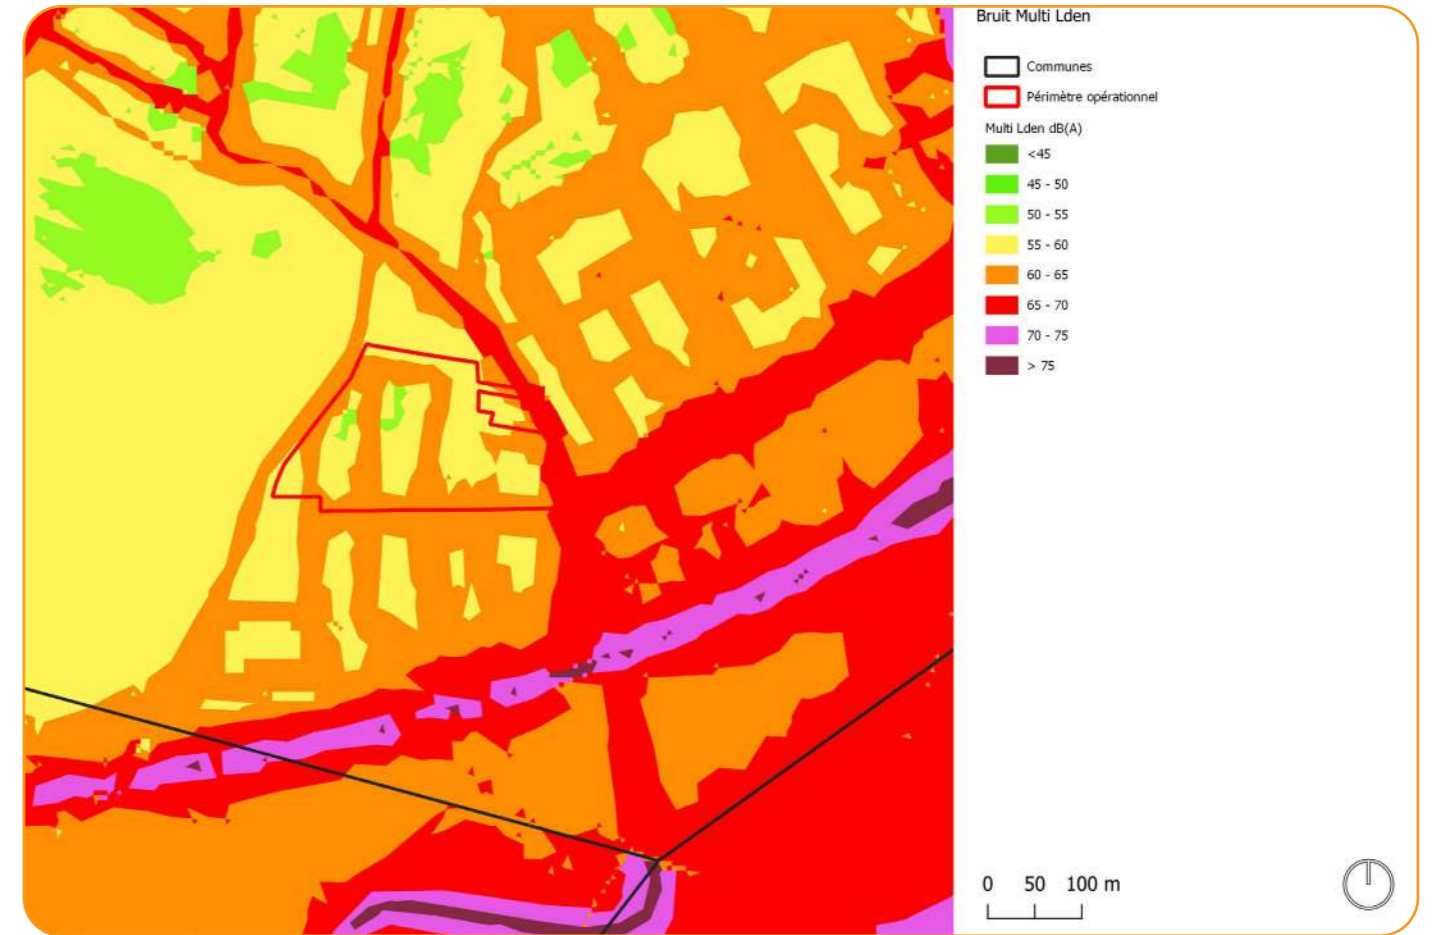 Bruit Multi Lden
Communes
Périmètre opérationnel
Multi Lden dB(A)
<45
45 - 50
50 - 55
55 - 60
60 - 65
65 - 70
70 - 75
> 75
0 50 100 m